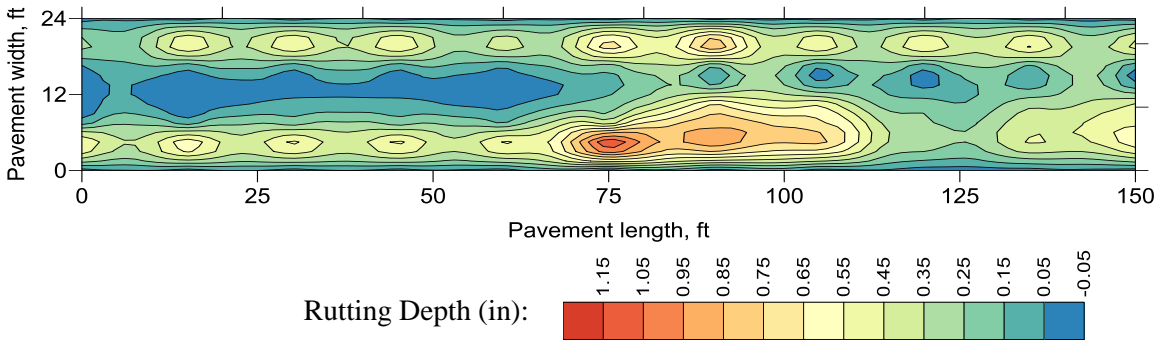 Pavement width, ft
24
12
0
0 25 50 75 100 125 150
Pavement length, ft
Rutting Depth (in):
1.15 1.05 0.95 0.85 0.75 0.65 0.55 0.45 0.35 0.25 0.15 0.05 -0.05